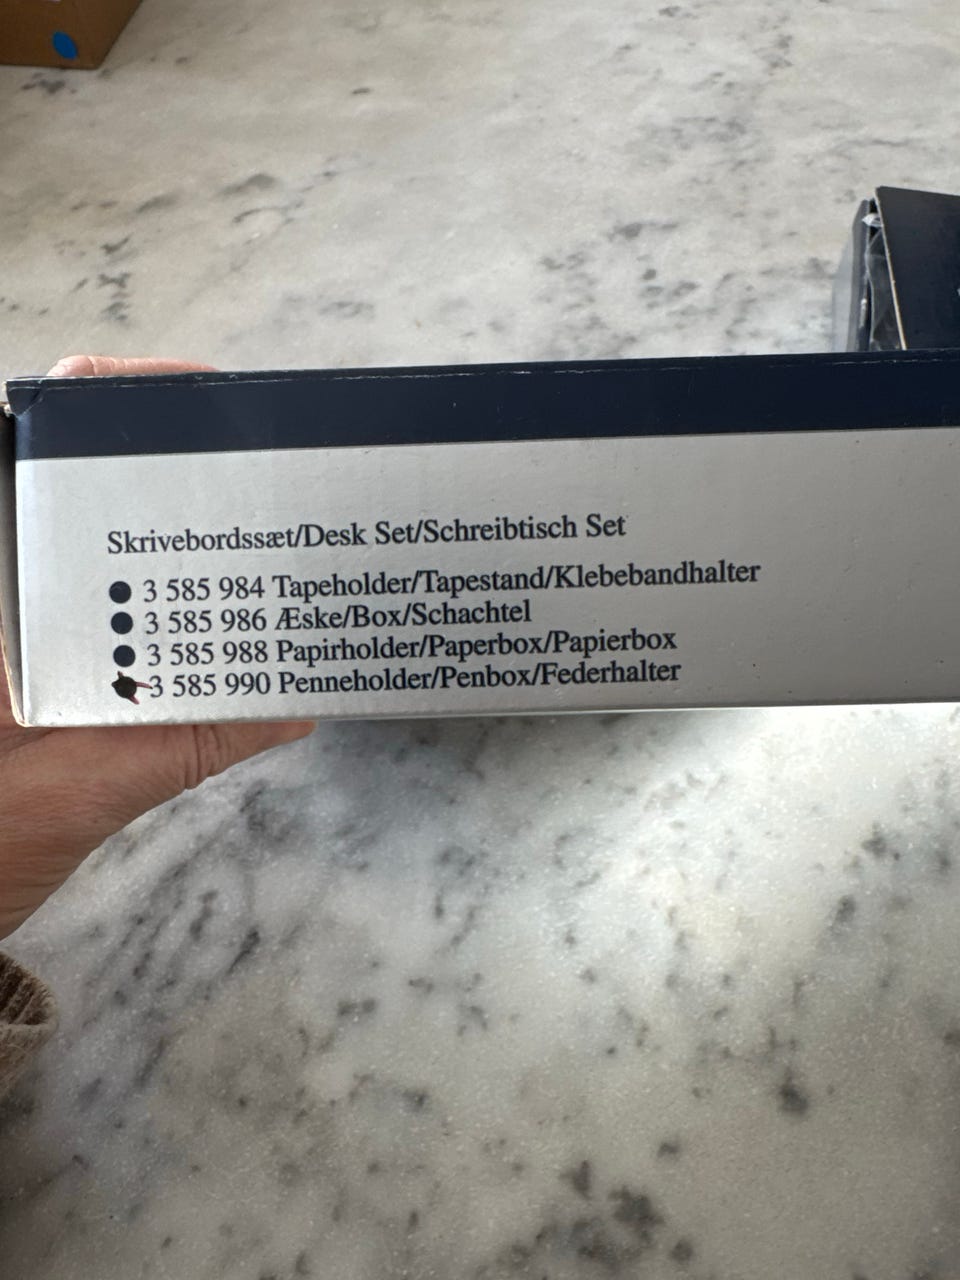 Skrivebordssæt/Desk Set/Schreibtisch Set
● 3 585 984 Tapeholder/Tapestand/Klebebandhalter
● 3 585 986 Æske/Box/Schachtel
● 3 585 988 Papirholder/Paperbox/Papierbox
● 3 585 990 Penneholder/Penbox/Federhalter